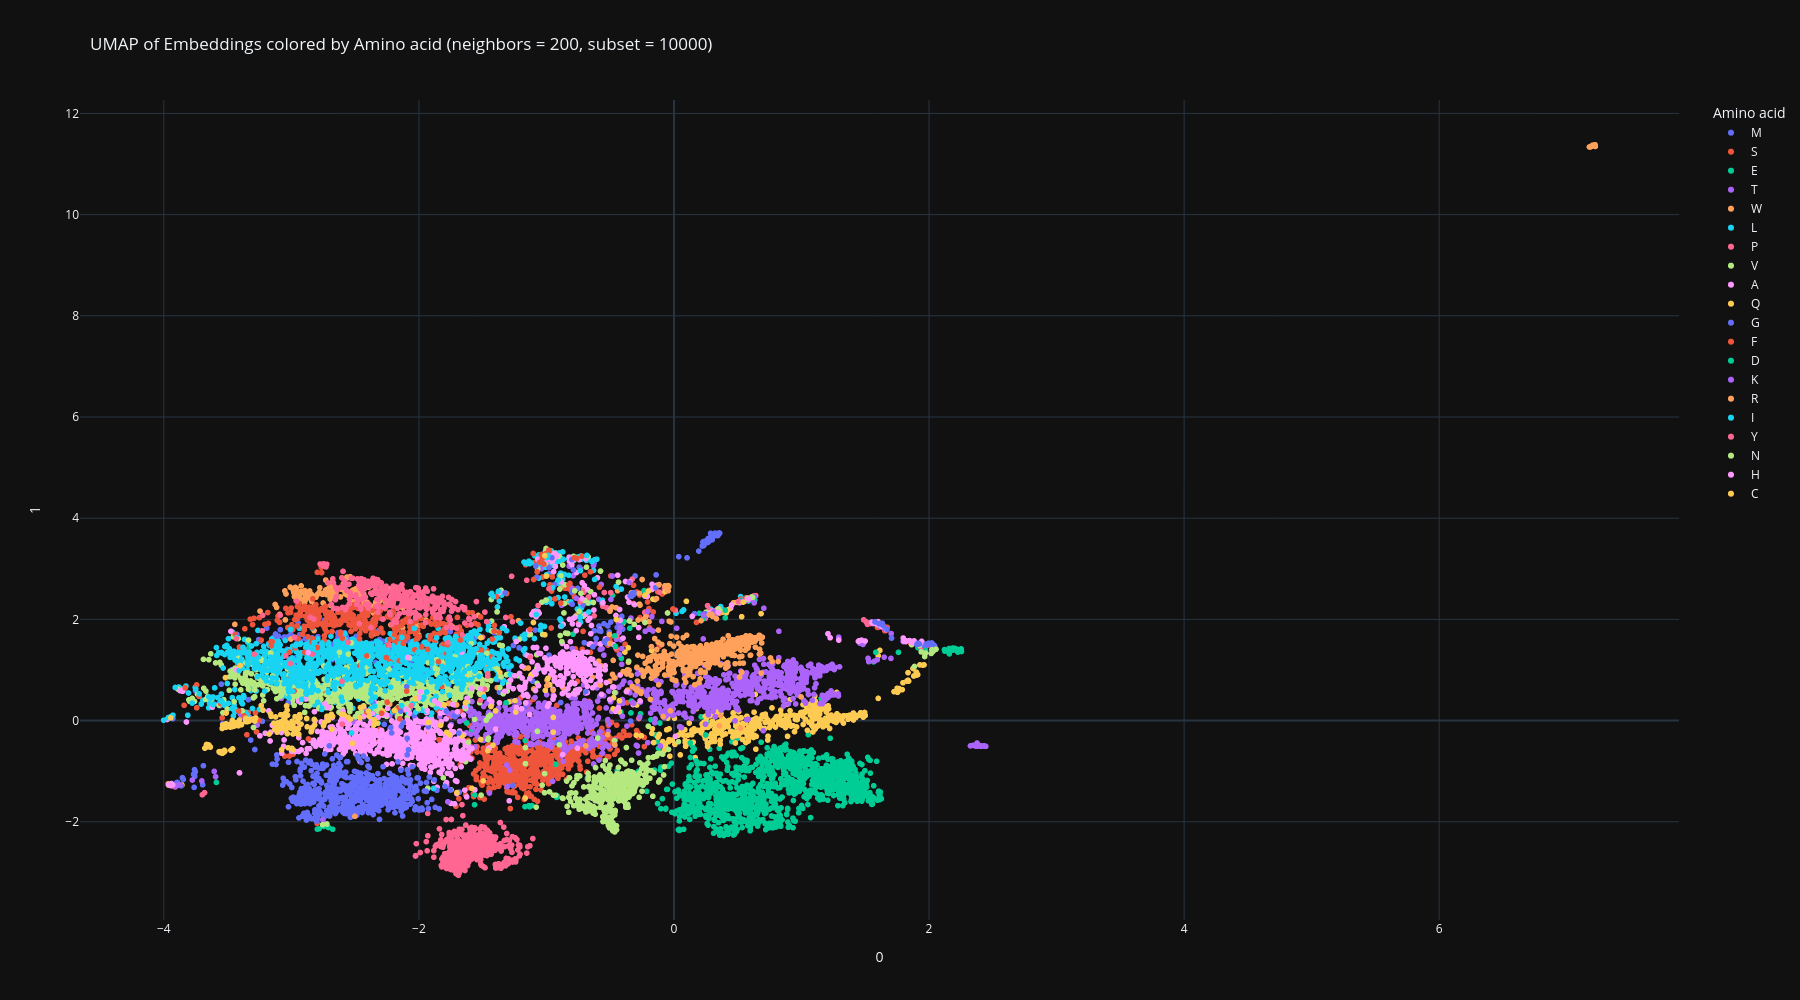 UMAP of Embeddings colored by Amino acid (neighbors = 200, subset = 10000)
12
10
8
6
4
2
0
−2
1
−4
−2
0
2
4
6
0
Amino acid
M
S
E
T
W
L
P
V
A
Q
G
F
D
K
R
I
Y
N
H
C